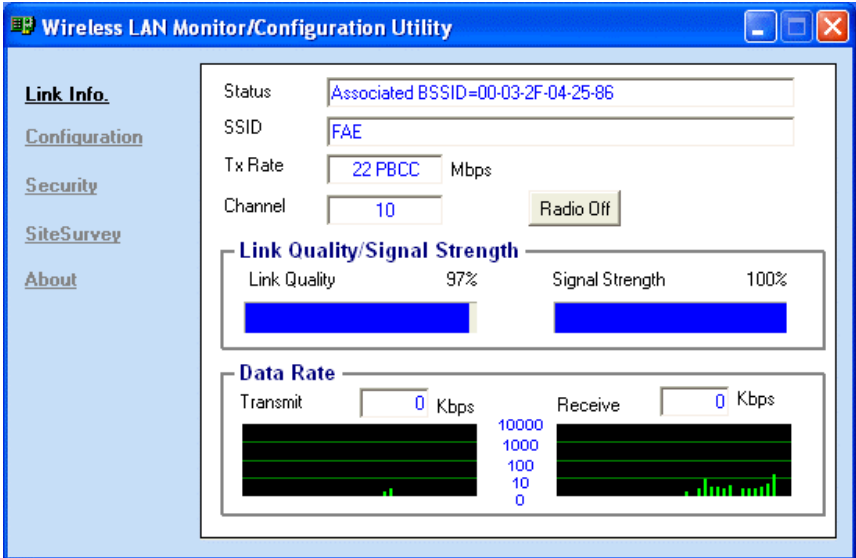 Wireless LAN Monitor/Configuration Utility
Link Info.
Configuration
Security
SiteSurvey
About
Status Associated BSSID=00-03-2F-04-25-86
SSID FAE
Tx Rate 22 PBCC Mbps
Channel 10 Radio Off
Link Quality/Signal Strength
Link Quality 97% Signal Strength 100%
Data Rate
Transmit 0 Kbps Receive 0 Kbps
10000
1000
100
10
0